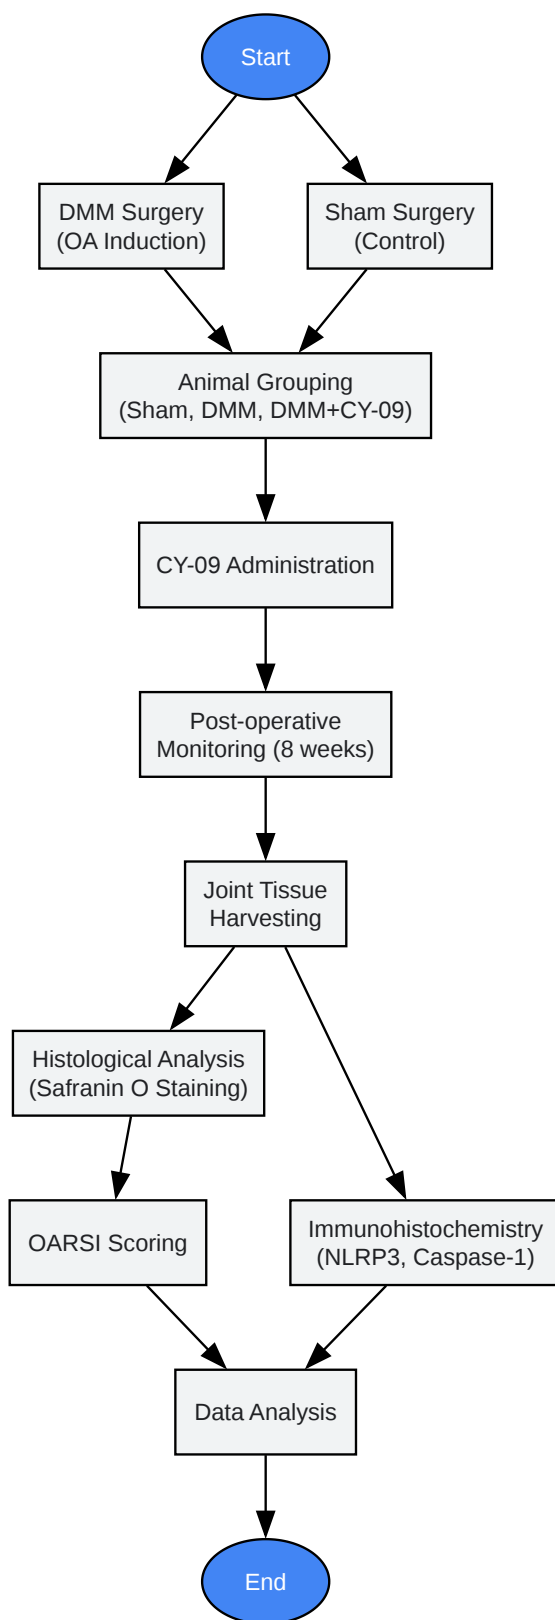 Start
DMM Surgery
(OA Induction)
Sham Surgery
(Control)
Animal Grouping
(Sham, DMM, DMM+CY-09)
CY-09 Administration
Post-operative
Monitoring (8 weeks)
Joint Tissue
Harvesting
Histological Analysis
(Safranin O Staining)
OARSI Scoring
Immunohistochemistry
(NLRP3, Caspase-1)
Data Analysis
End